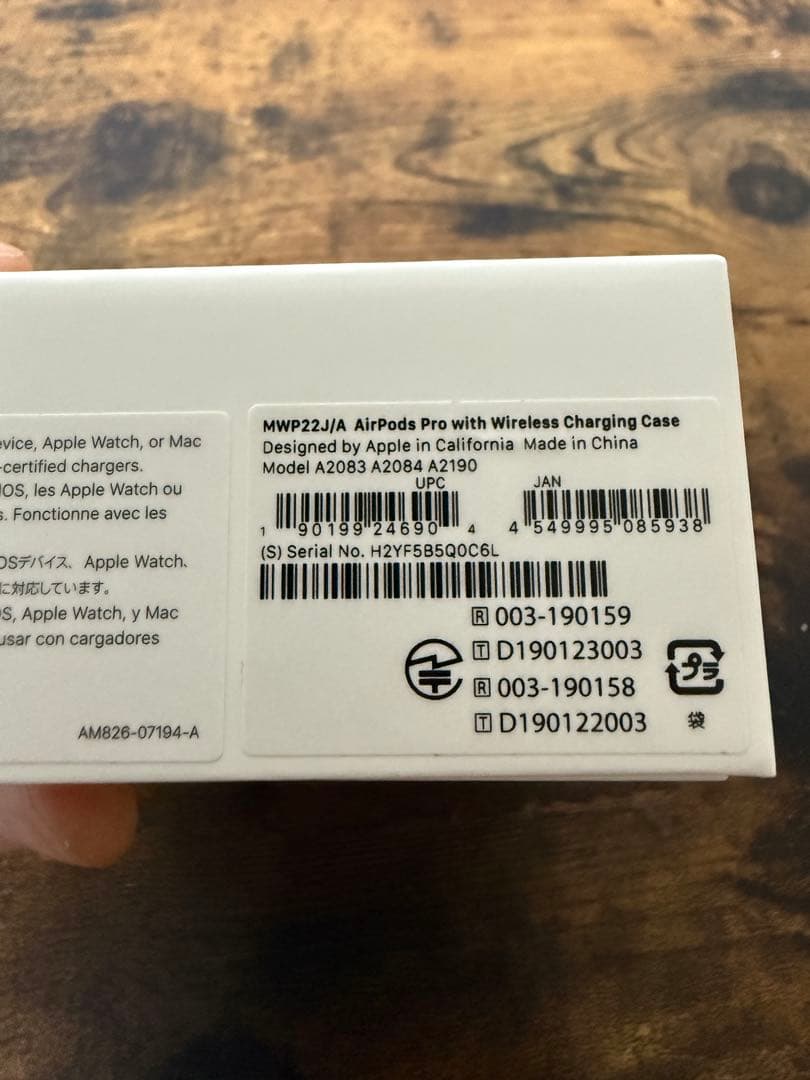 evice, Apple Watch, or Mac
-certified chargers.
iOS, les Apple Watch ou
s. Fonctionne avec les
OSデバイス、Apple Watch、
に対応しています。
S, Apple Watch, y Mac
usar con cargadores
AM826-07194-A
MWP22J/A AirPods Pro with Wireless Charging Case
Designed by Apple in California Made in China
Model A2083 A2084 A2190
UPC JAN
1 90199 24690 4 4 549995 085938
(S) Serial No. H2YF5B5Q0C6L
R 003-190159
T D190123003
R 003-190158
T D190122003
プラ
袋